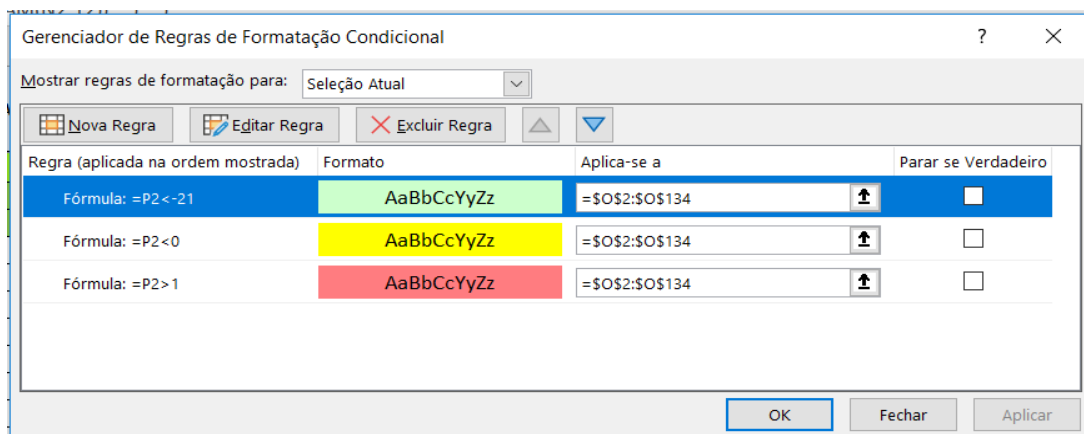 Gerenciador de Regras de Formatação Condicional ?
Mostrar regras de formatação para: Seleção Atual
Nova Regra Editar Regra Excluir Regra
Regra (aplicada na ordem mostrada) Formato Aplica-se a Parar se Verdadeiro
Fórmula: =P2<-21 AaBbCcYyZz =$O$2:$O$134
Fórmula: =P2<0 AaBbCcYyZz =$O$2:$O$134
Fórmula: =P2>1 AaBbCcYyZz =$O$2:$O$134
OK Fechar Aplicar